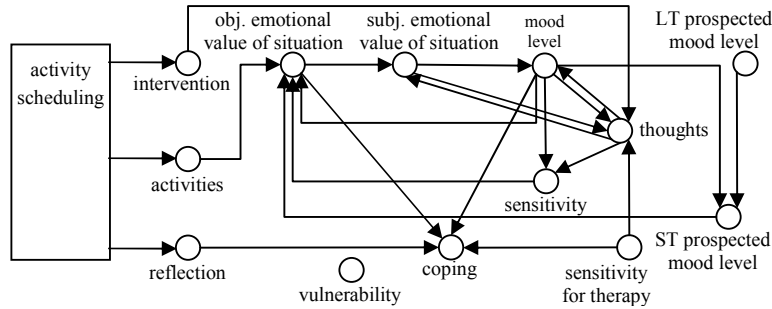 obj. emotional
value of situation
subj. emotional
value of situation
mood
level
LT prospected
mood level
activity
scheduling
intervention
thoughts
activities
sensitivity
reflection
vulnerability
coping
sensitivity
for therapy
ST prospected
mood level